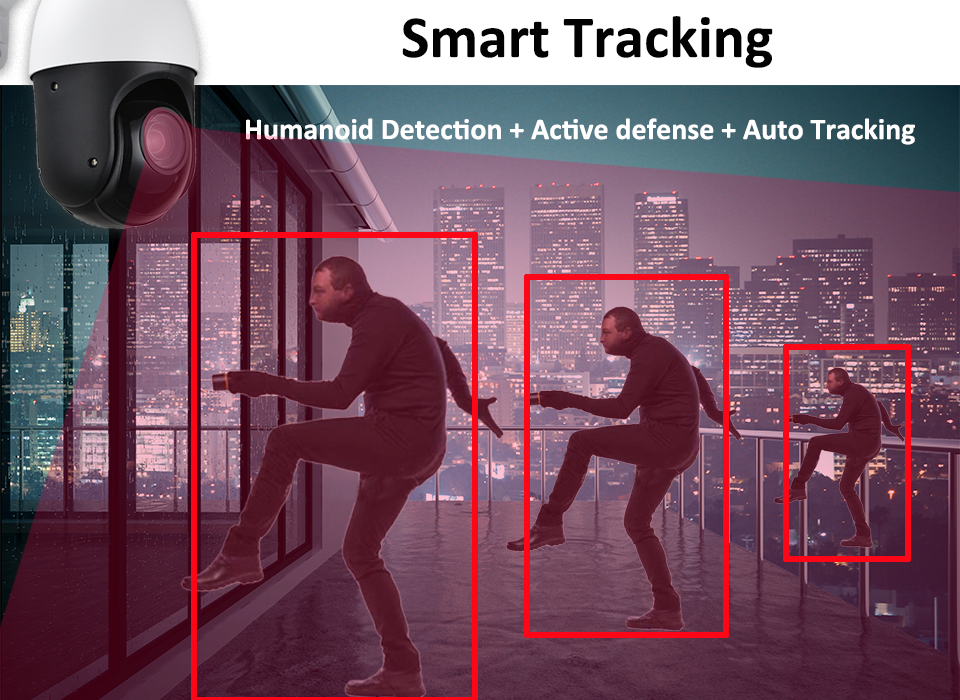 Smart Tracking
Humanoid Detection + Active defense + Auto Tracking